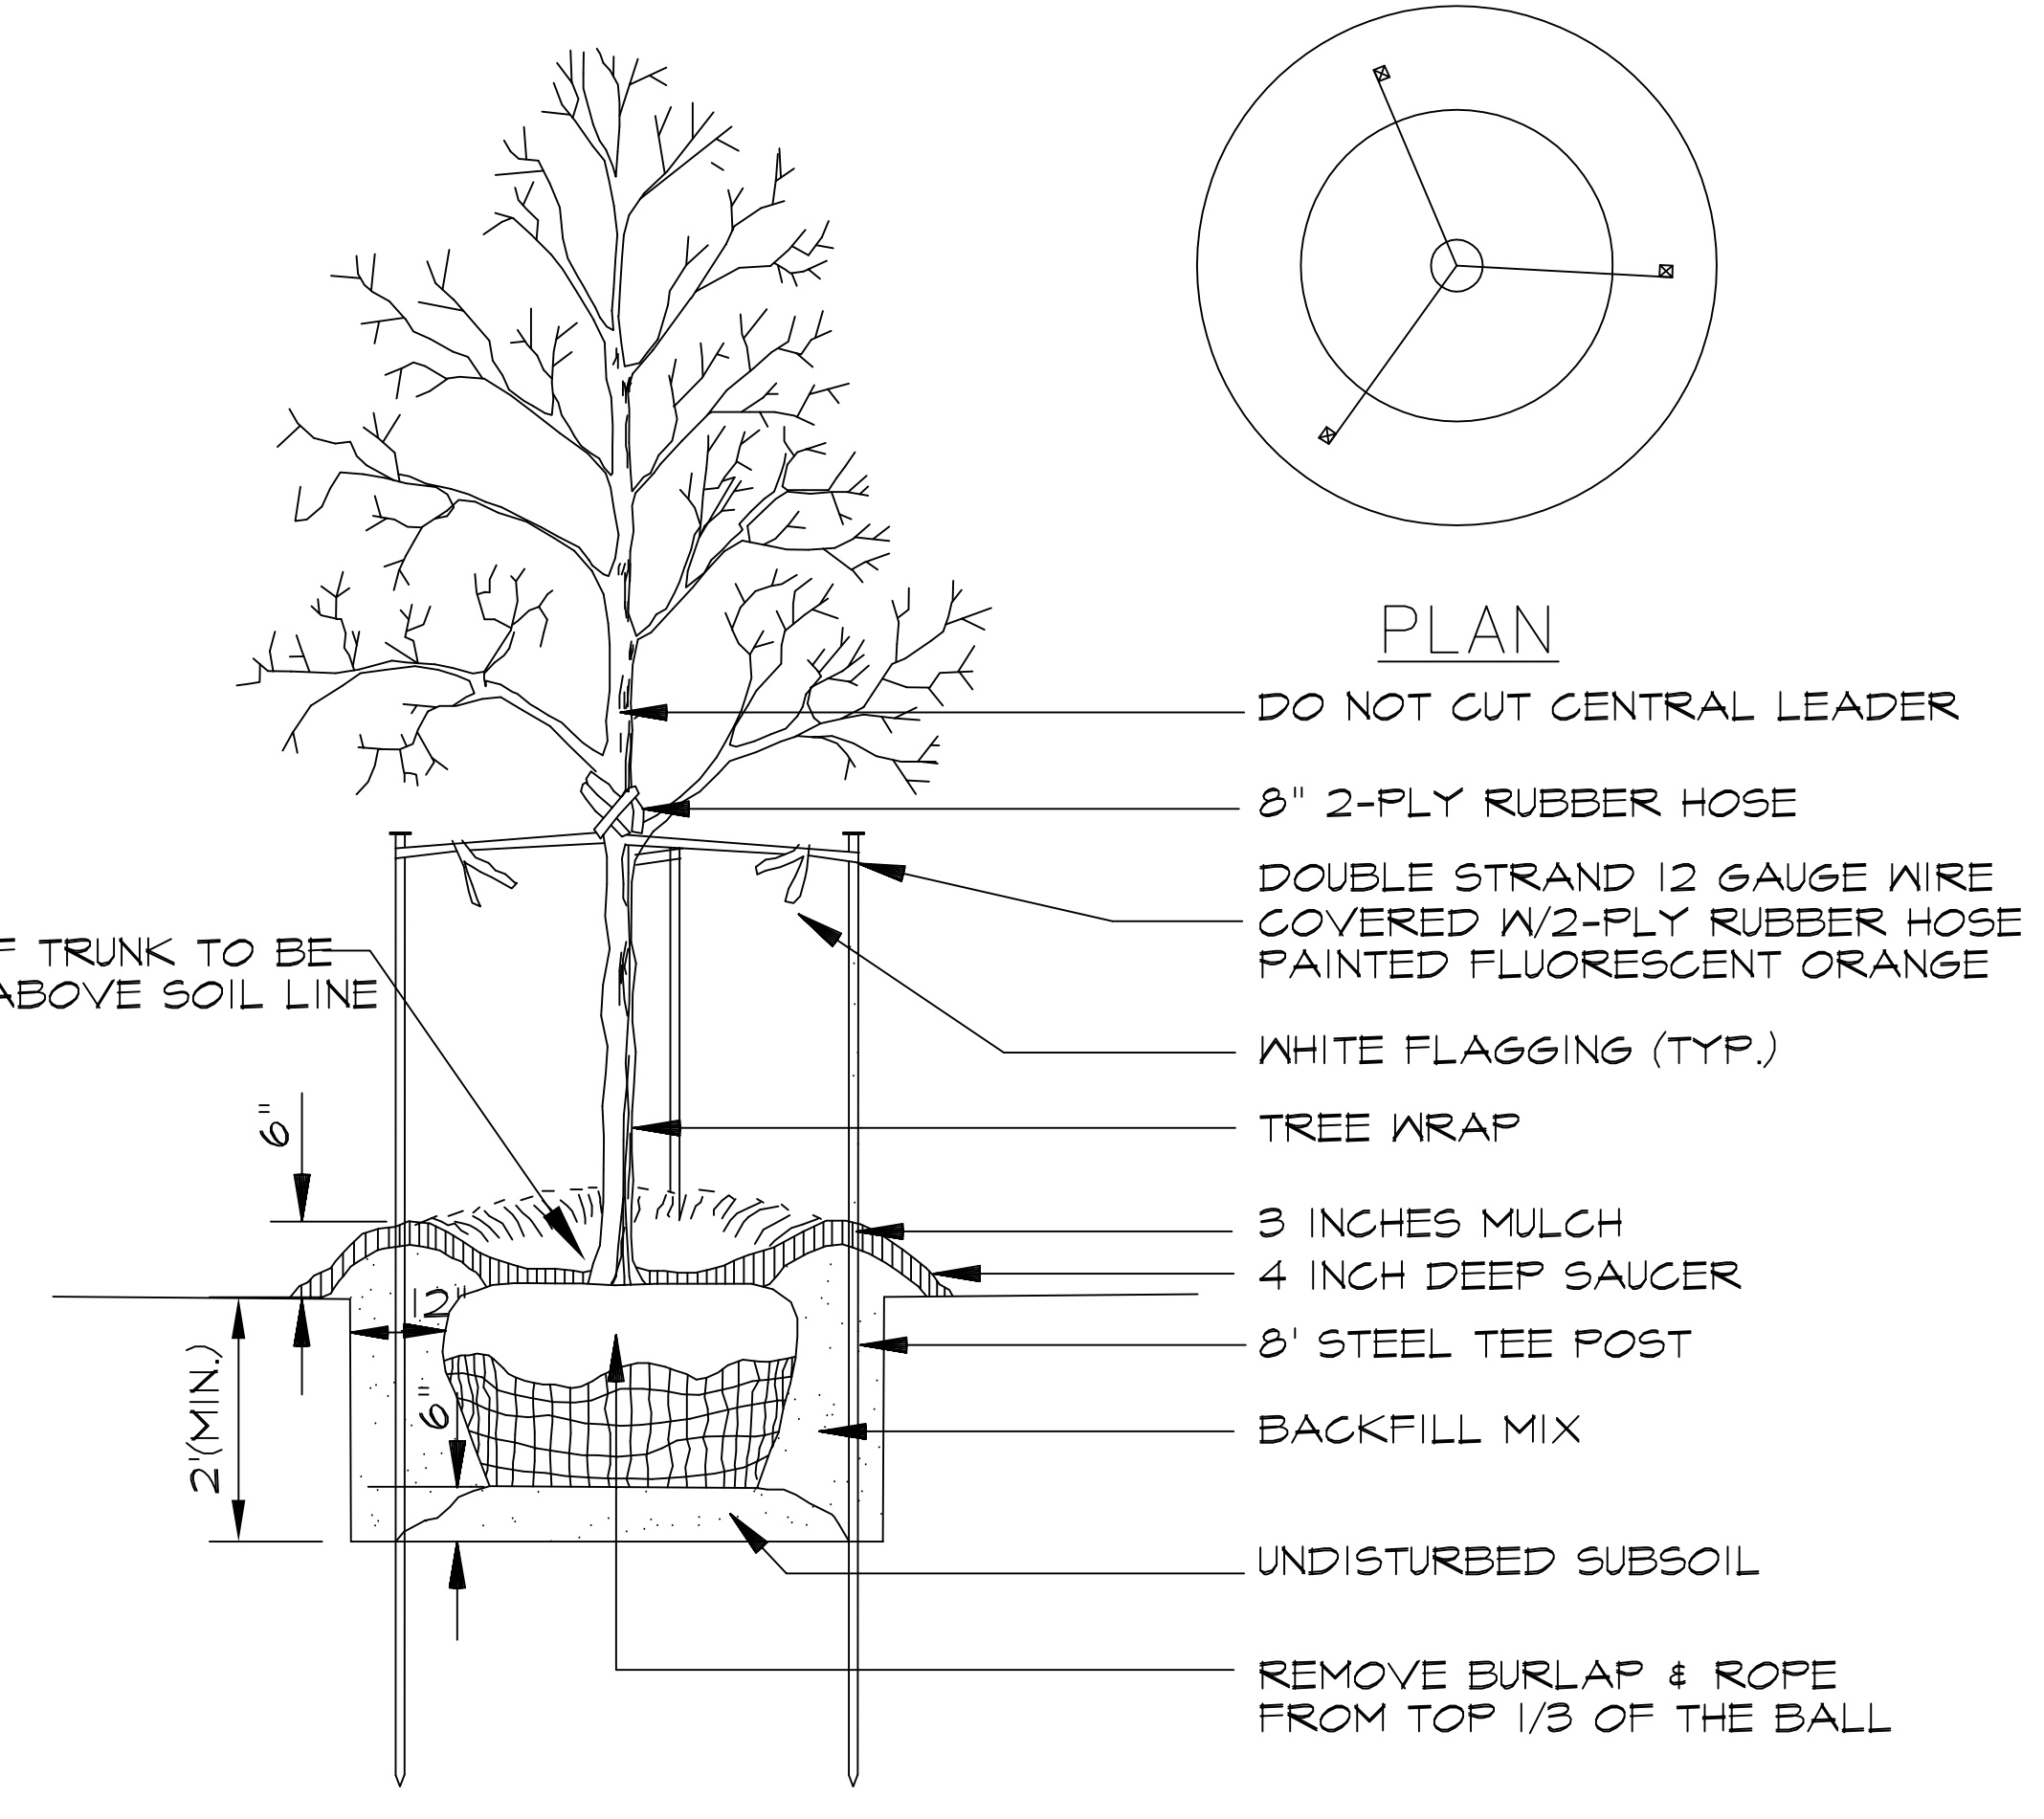 PLAN
DO NOT CUT CENTRAL LEADER
8" 2-PLY RUBBER HOSE
DOUBLE STRAND 12 GAUGE WIRE
COVERED W/2-PLY RUBBER HOSE
PAINTED FLUORESCENT ORANGE
TRUNK TO BE
ABOVE SOIL LINE
WHITE FLAGGING (TYP.)
6"
TREE WRAP
3 INCHES MULCH
4 INCH DEEP SAUCER
12"
8' STEEL TEE POST
2'(MIN.)
6"
BACKFILL MIX
UNDISTURBED SUBSOIL
REMOVE BURLAP & ROPE
FROM TOP 1/3 OF THE BALL